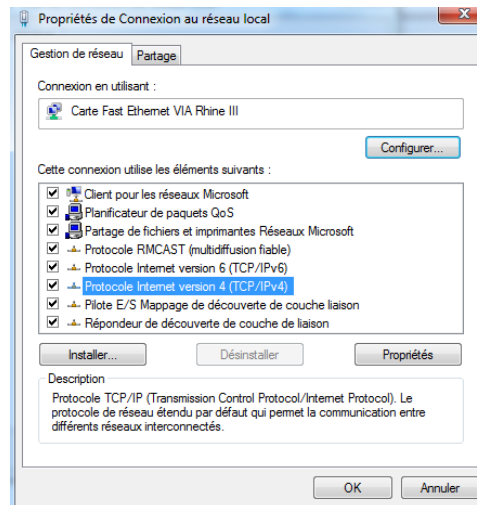 Propriétés de Connexion au réseau local
Gestion de réseau
Partage
Connexion en utilisant :
Carte Fast Ethernet VIA Rhine III
Configurer...
Cette connexion utilise les éléments suivants :
Client pour les réseaux Microsoft
Planificateur de paquets QoS
Partage de fichiers et imprimantes Réseaux Microsoft
Protocole RMCAST (multidiffusion fiable)
Protocole Internet version 6 (TCP/IPv6)
Protocole Internet version 4 (TCP/IPv4)
Pilote E/S Mappage de découverte de couche liaison
Répondeur de découverte de couche de liaison
Installer...
Désinstaller
Propriétés
Description
Protocole TCP/IP (Transmission Control Protocol/Internet Protocol). Le
protocole de réseau étendu par défaut qui permet la communication entre
différents réseaux interconnectés.
OK
Annuler